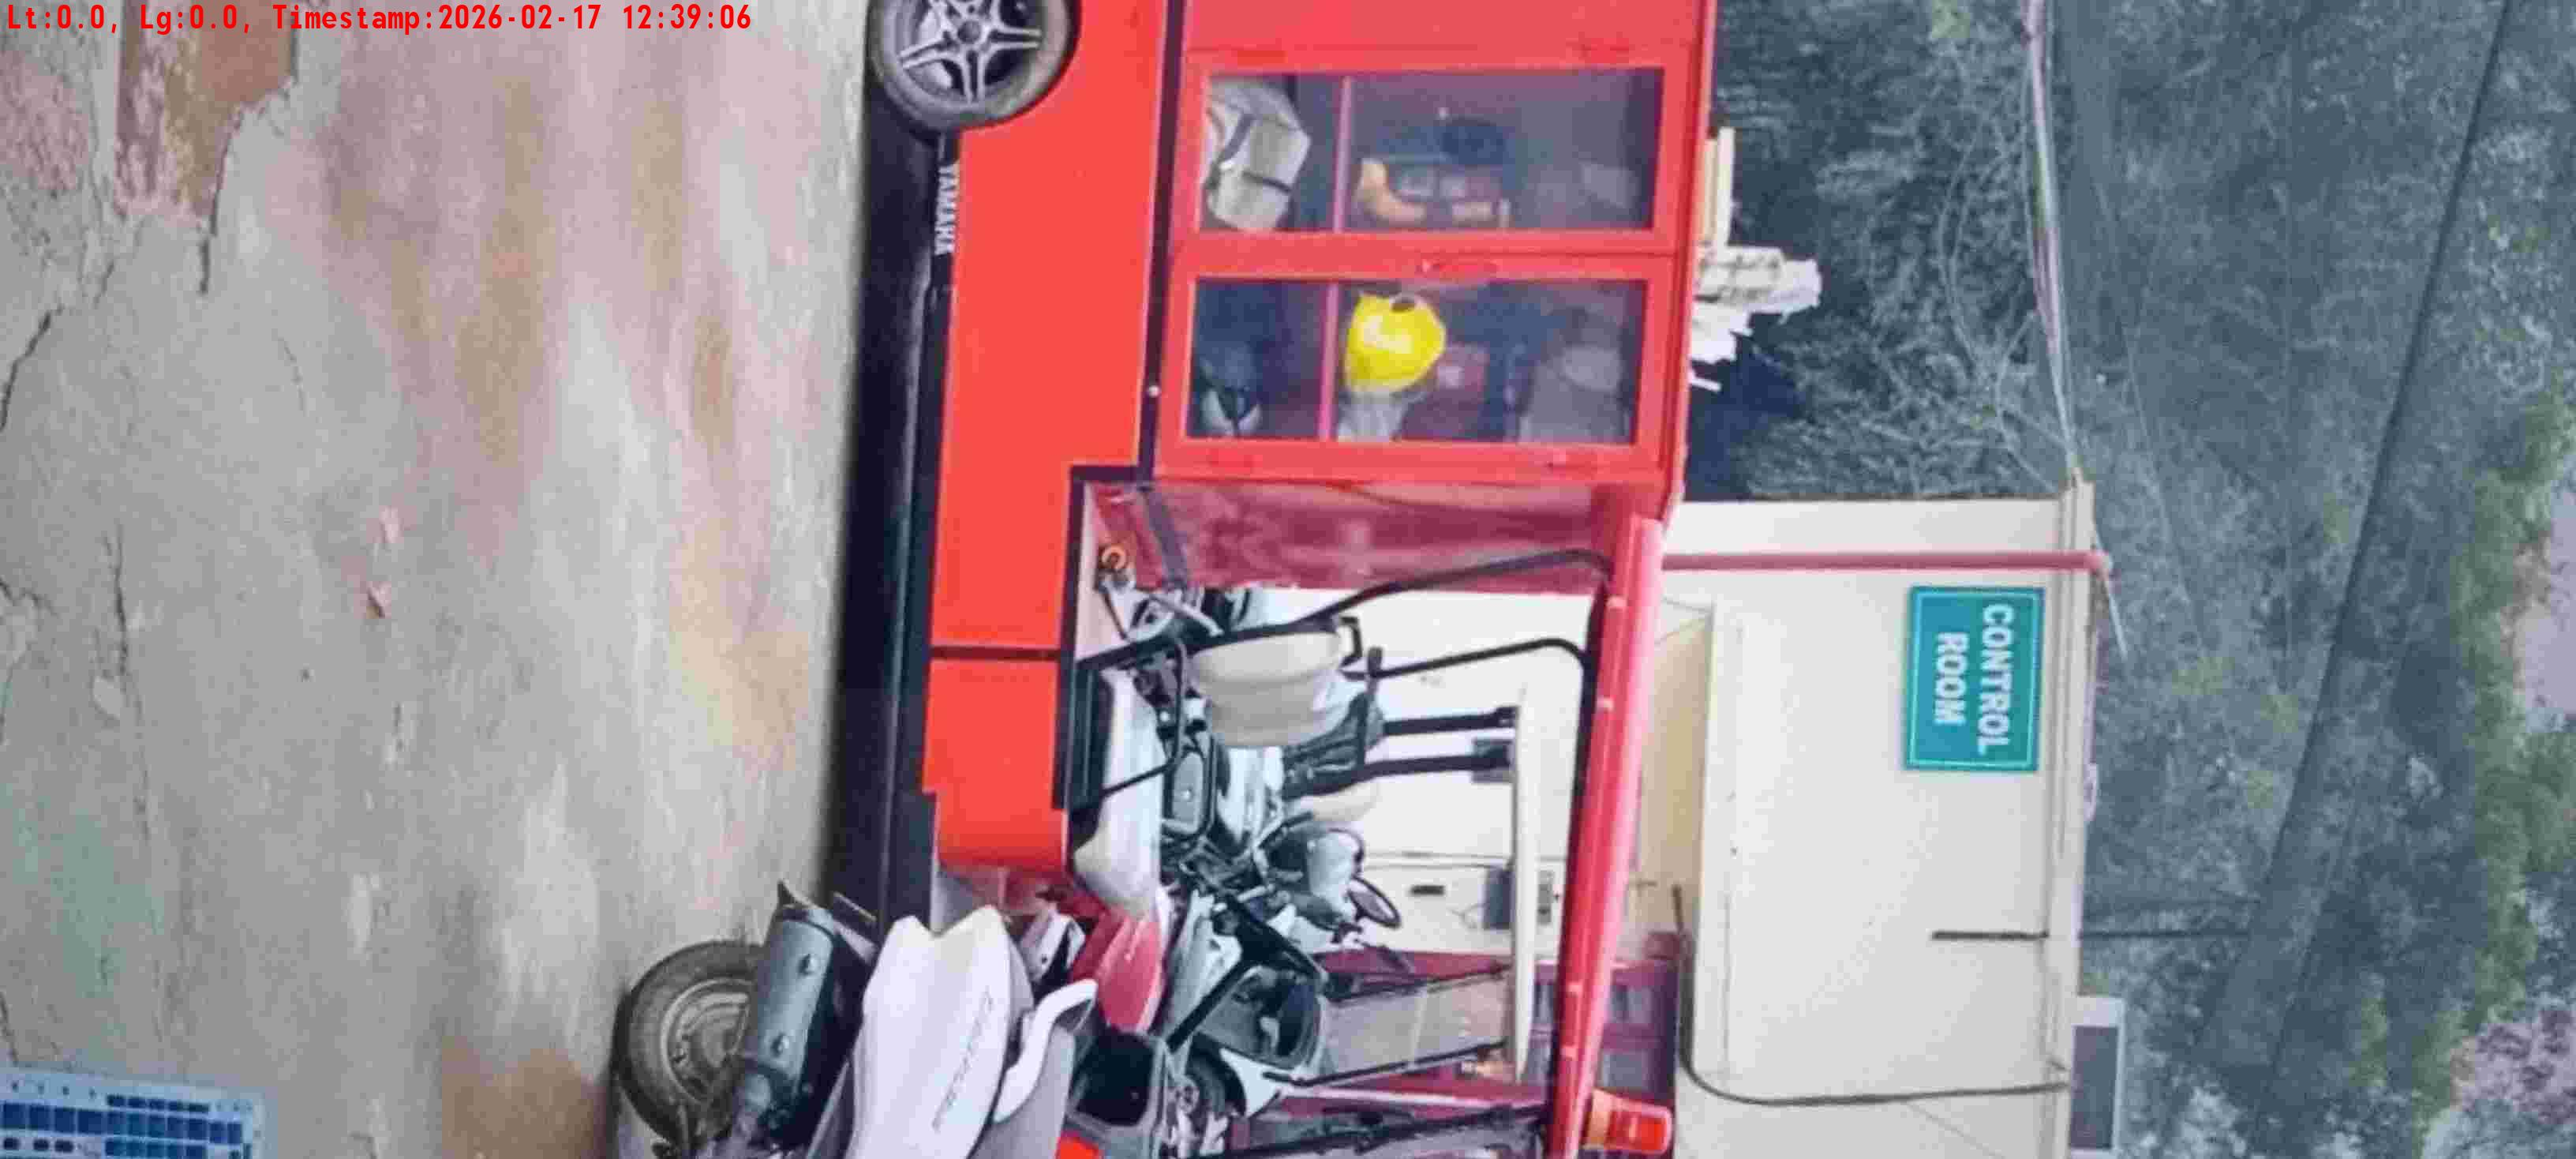 Lt:0.0, Lg:0.0, Timestamp:2026-02-17 12:39:06
YAMAHA
CONTROL
ROOM